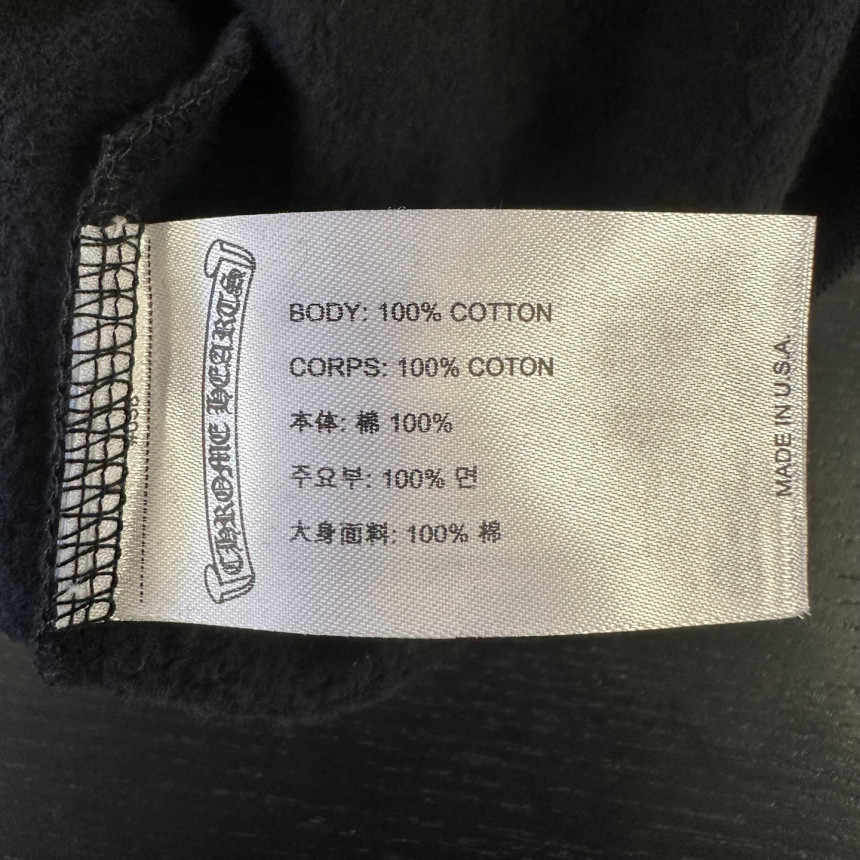 CHROME HEARTS
BODY: 100% COTTON
CORPS: 100% COTON
本体: 棉 100%
주요부: 100% 면
大身面料: 100% 棉
MADE IN U.S.A.